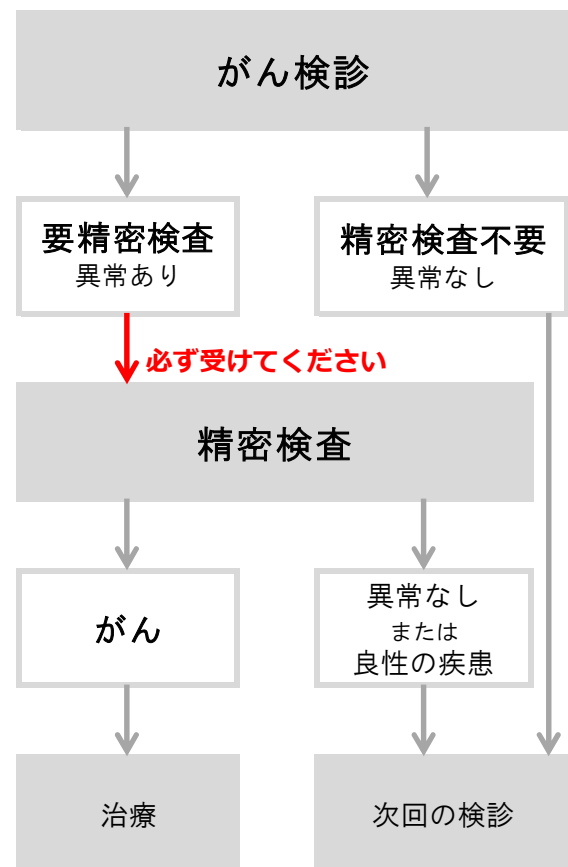 がん検診
要精密検査
異常あり
精密検査不要
異常なし
必ず受けてください
精密検査
がん
異常なし
または
良性の疾患
治療
次回の検診